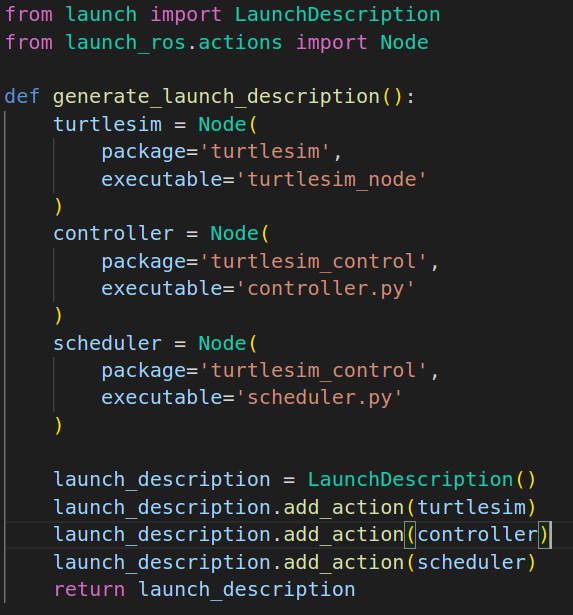 from launch import LaunchDescription
from launch_ros.actions import Node

def generate_launch_description():
    turtlesim = Node(
        package='turtlesim',
        executable='turtlesim_node'
    )
    controller = Node(
        package='turtlesim_control',
        executable='controller.py'
    )
    scheduler = Node(
        package='turtlesim_control',
        executable='scheduler.py'
    )

    launch_description = LaunchDescription()
    launch_description.add_action(turtlesim)
    launch_description.add_action(controller)
    launch_description.add_action(scheduler)
    return launch_description